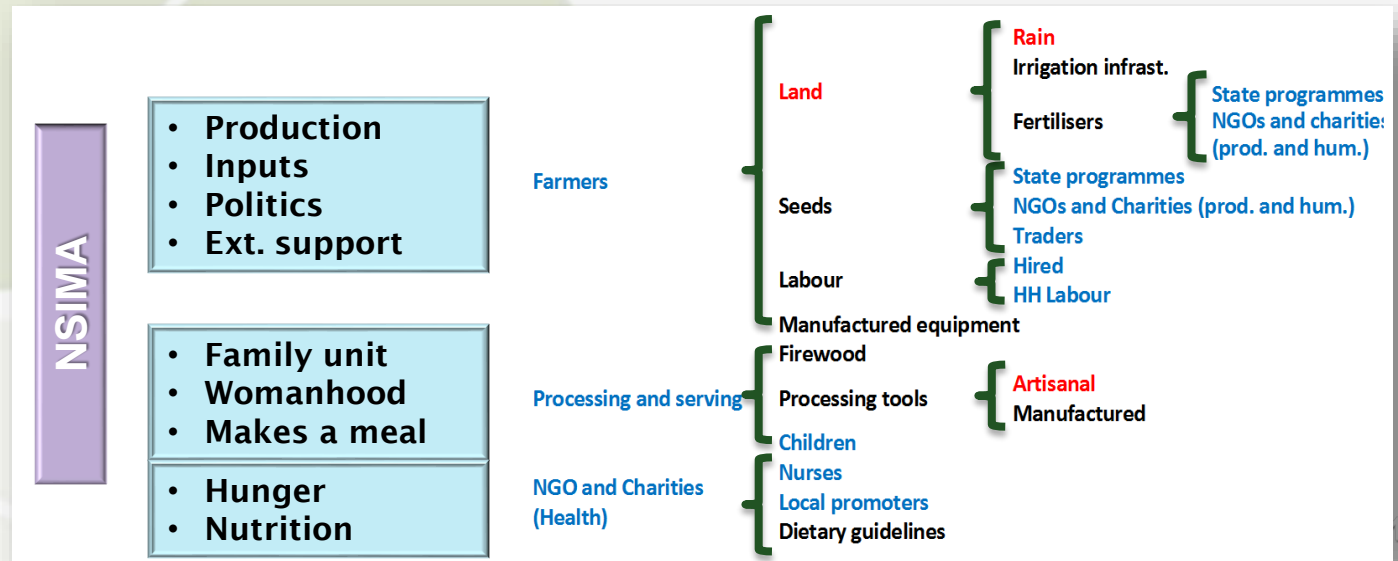 NSIMA
• Production
• Inputs
• Politics
• Ext. support
• Family unit
• Womanhood
• Makes a meal
• Hunger
• Nutrition
Farmers
Processing and serving
NGO and Charities
(Health)
Land
Seeds
Labour
Manufactured equipment
Firewood
Processing tools
Children
Nurses
Local promoters
Dietary guidelines
Rain
Irrigation infrast.
Fertilisers
State programmes
NGOs and Charities (prod. and hum.)
Traders
Hired
HH Labour
Artisanal
Manufactured
State programmes
NGOs and charities
(prod. and hum.)